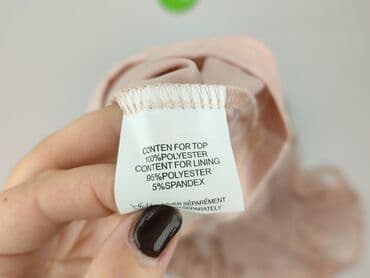 CONTEN FOR TOP
100%POLYESTER
CONTENT FOR LINING
95%POLYESTER
5%SPANDEX
SÉPARÉMENT
SEPARATELY